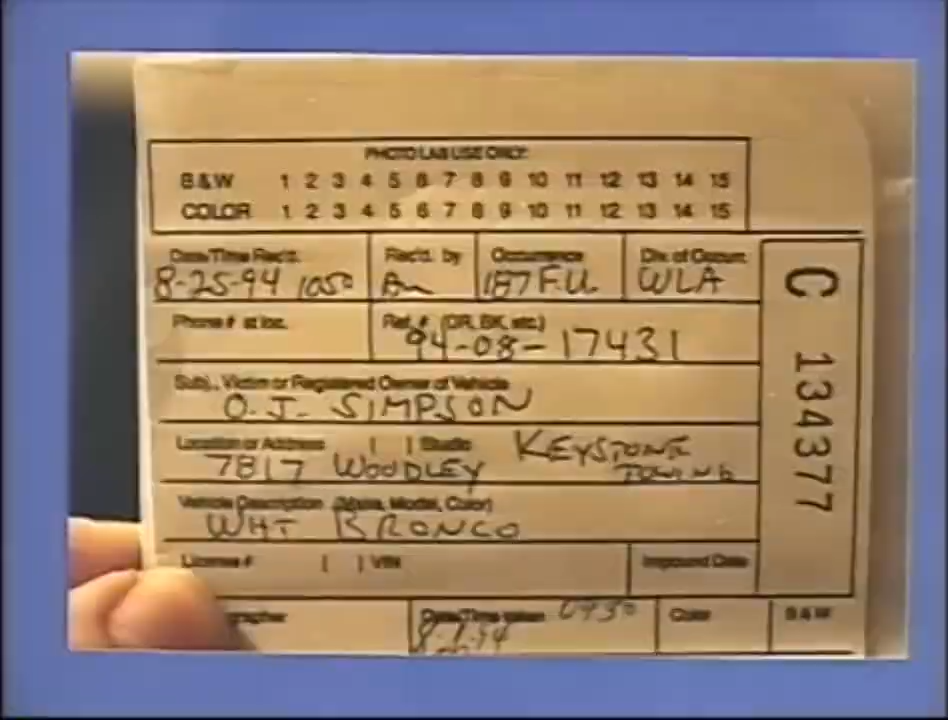 PHOTO LAB USE ONLY:
B & W 1 2 3 4 5 6 7 8 9 10 11 12 13 14 15
COLOR 1 2 3 4 5 6 7 8 9 10 11 12 13 14 15
Date/Time Rec'd. Rec'd. by Occurrence Div. of Occurr.
8-25-94 1050 187 F.U. WLA
Phone # at loc. Ref. # (DR, BK, etc.)
94-08-17431
Subj., Victim or Registered Owner of Vehicle
O.J. SIMPSON
Location or Address ( ) Studio KEYSTONE
7817 WOODLEY TOWING
Vehicle Description (Make, Model, Color)
WHT BRONCO
License # ( ) VIN Impound Date
grapher Date/Time taken 0930 Color B & W
C 134377